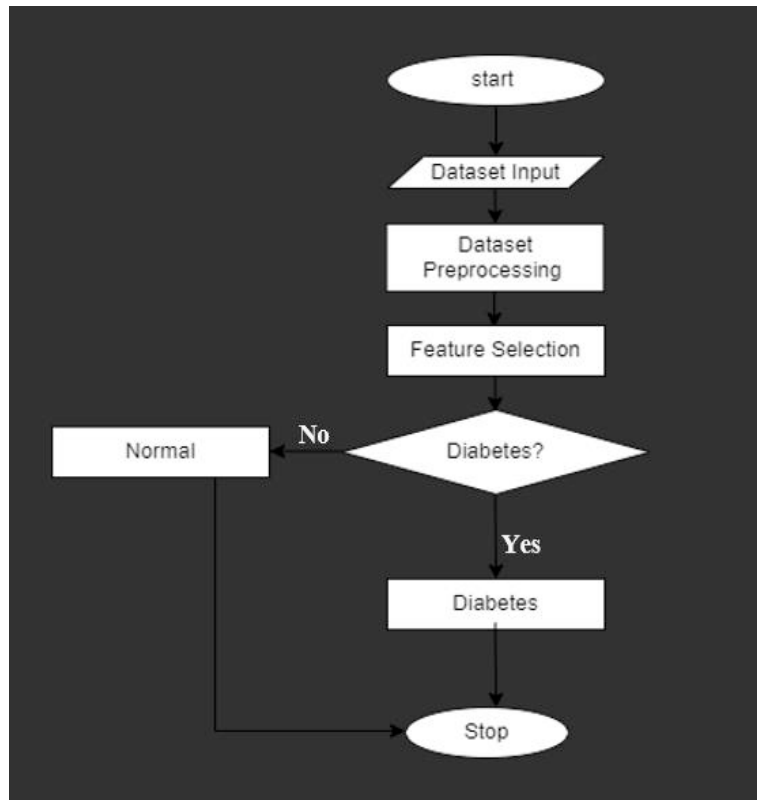 start
Dataset Input
Dataset
Preprocessing
Feature Selection
Diabetes?
No
Normal
Yes
Diabetes
Stop